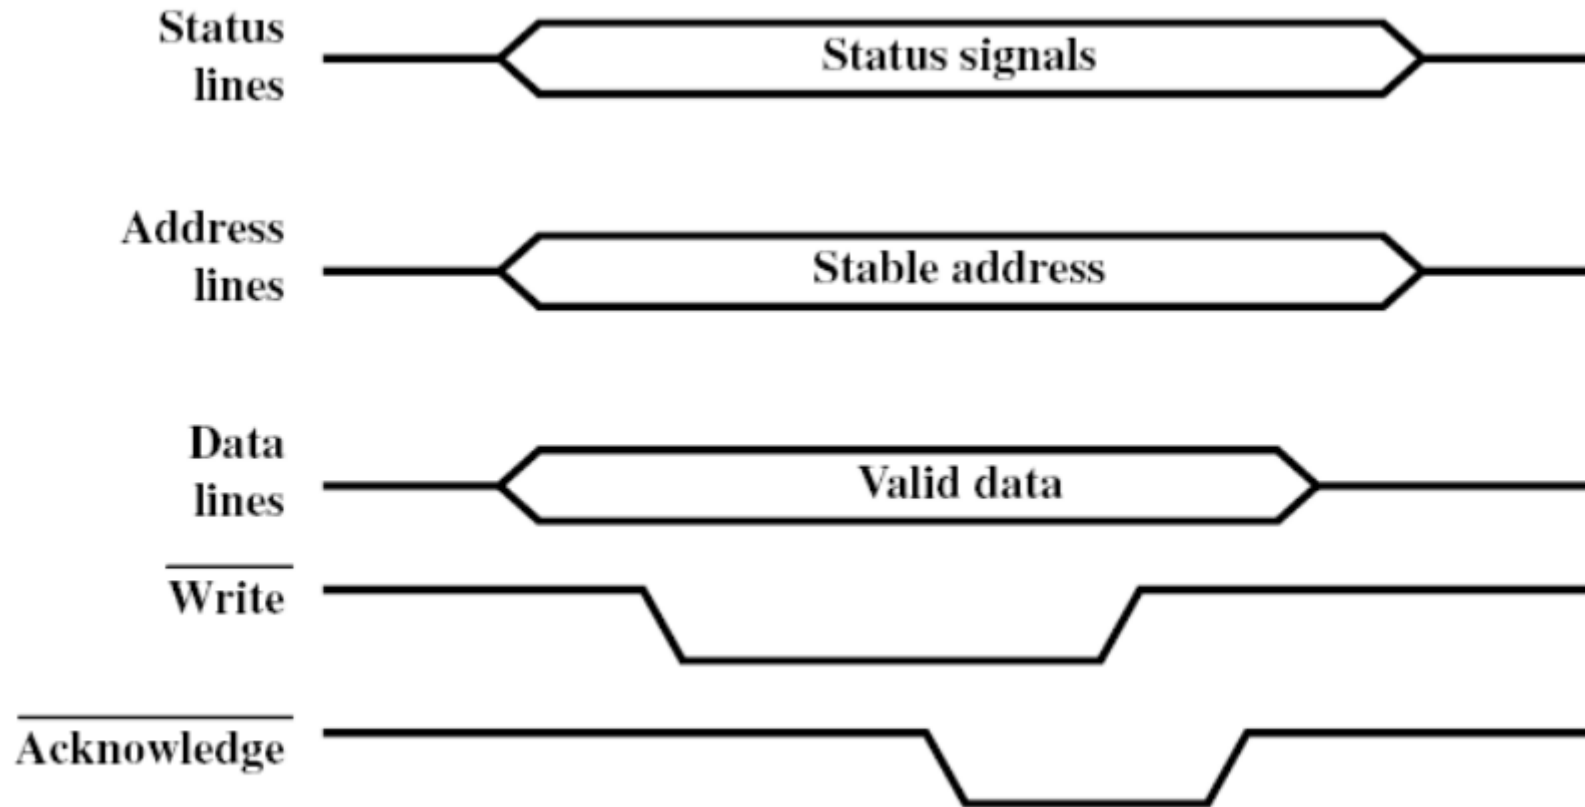 Status
lines
Status signals
Address
lines
Stable address
Data
lines
Valid data
Write
Acknowledge